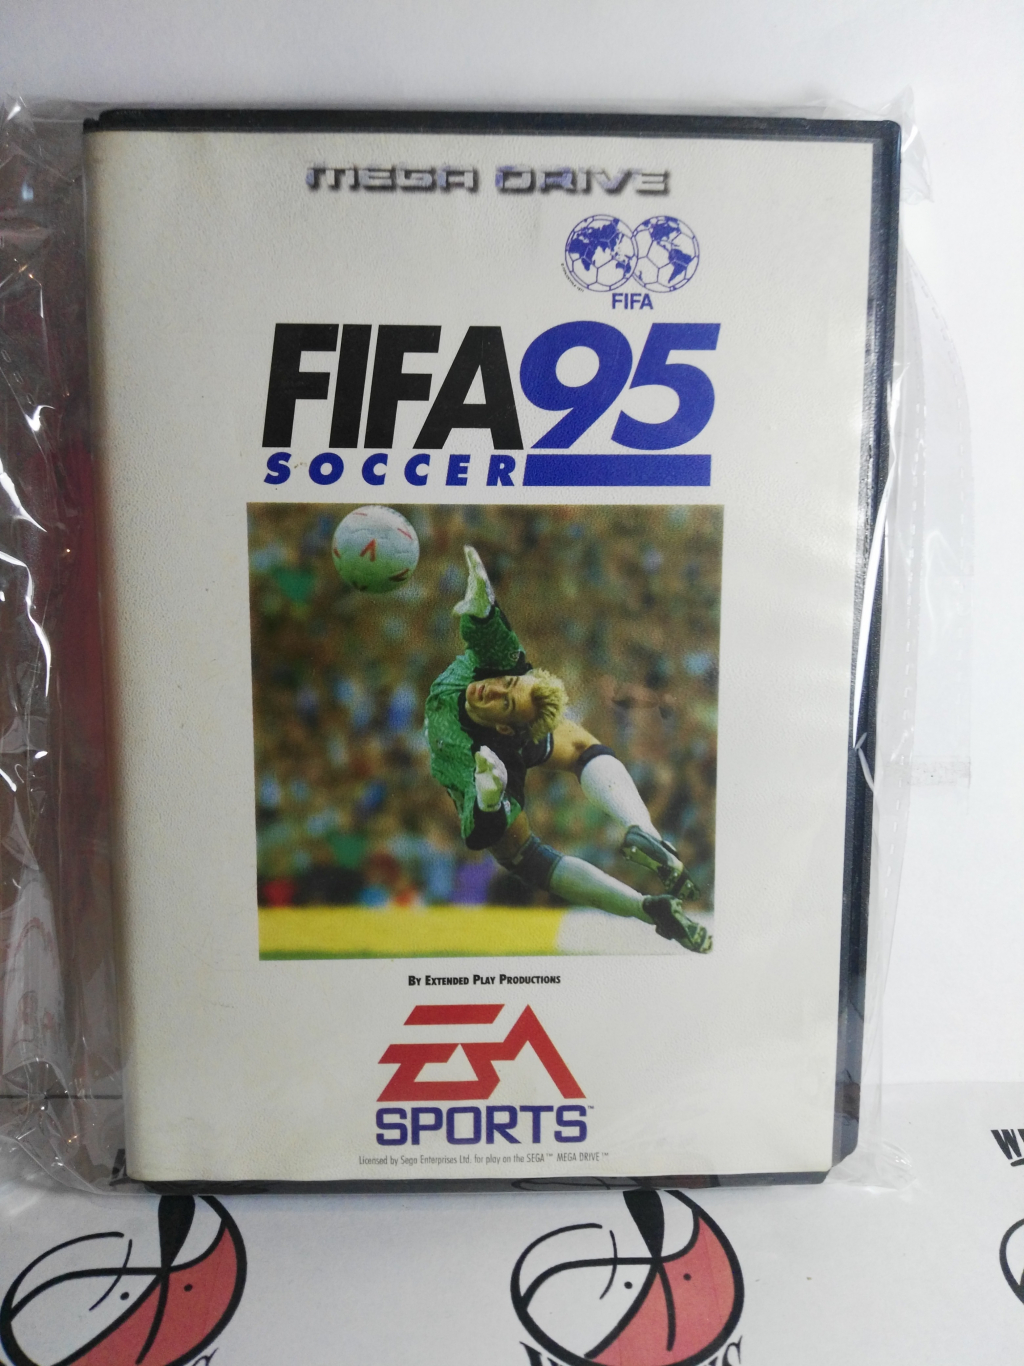 MEGA DRIVE
FIFA
FIFA 95
SOCCER
BY EXTENDED PLAY PRODUCTIONS
EA
SPORTS™
Licensed by Sega Enterprises Ltd. for play on the SEGA™ MEGA DRIVE™